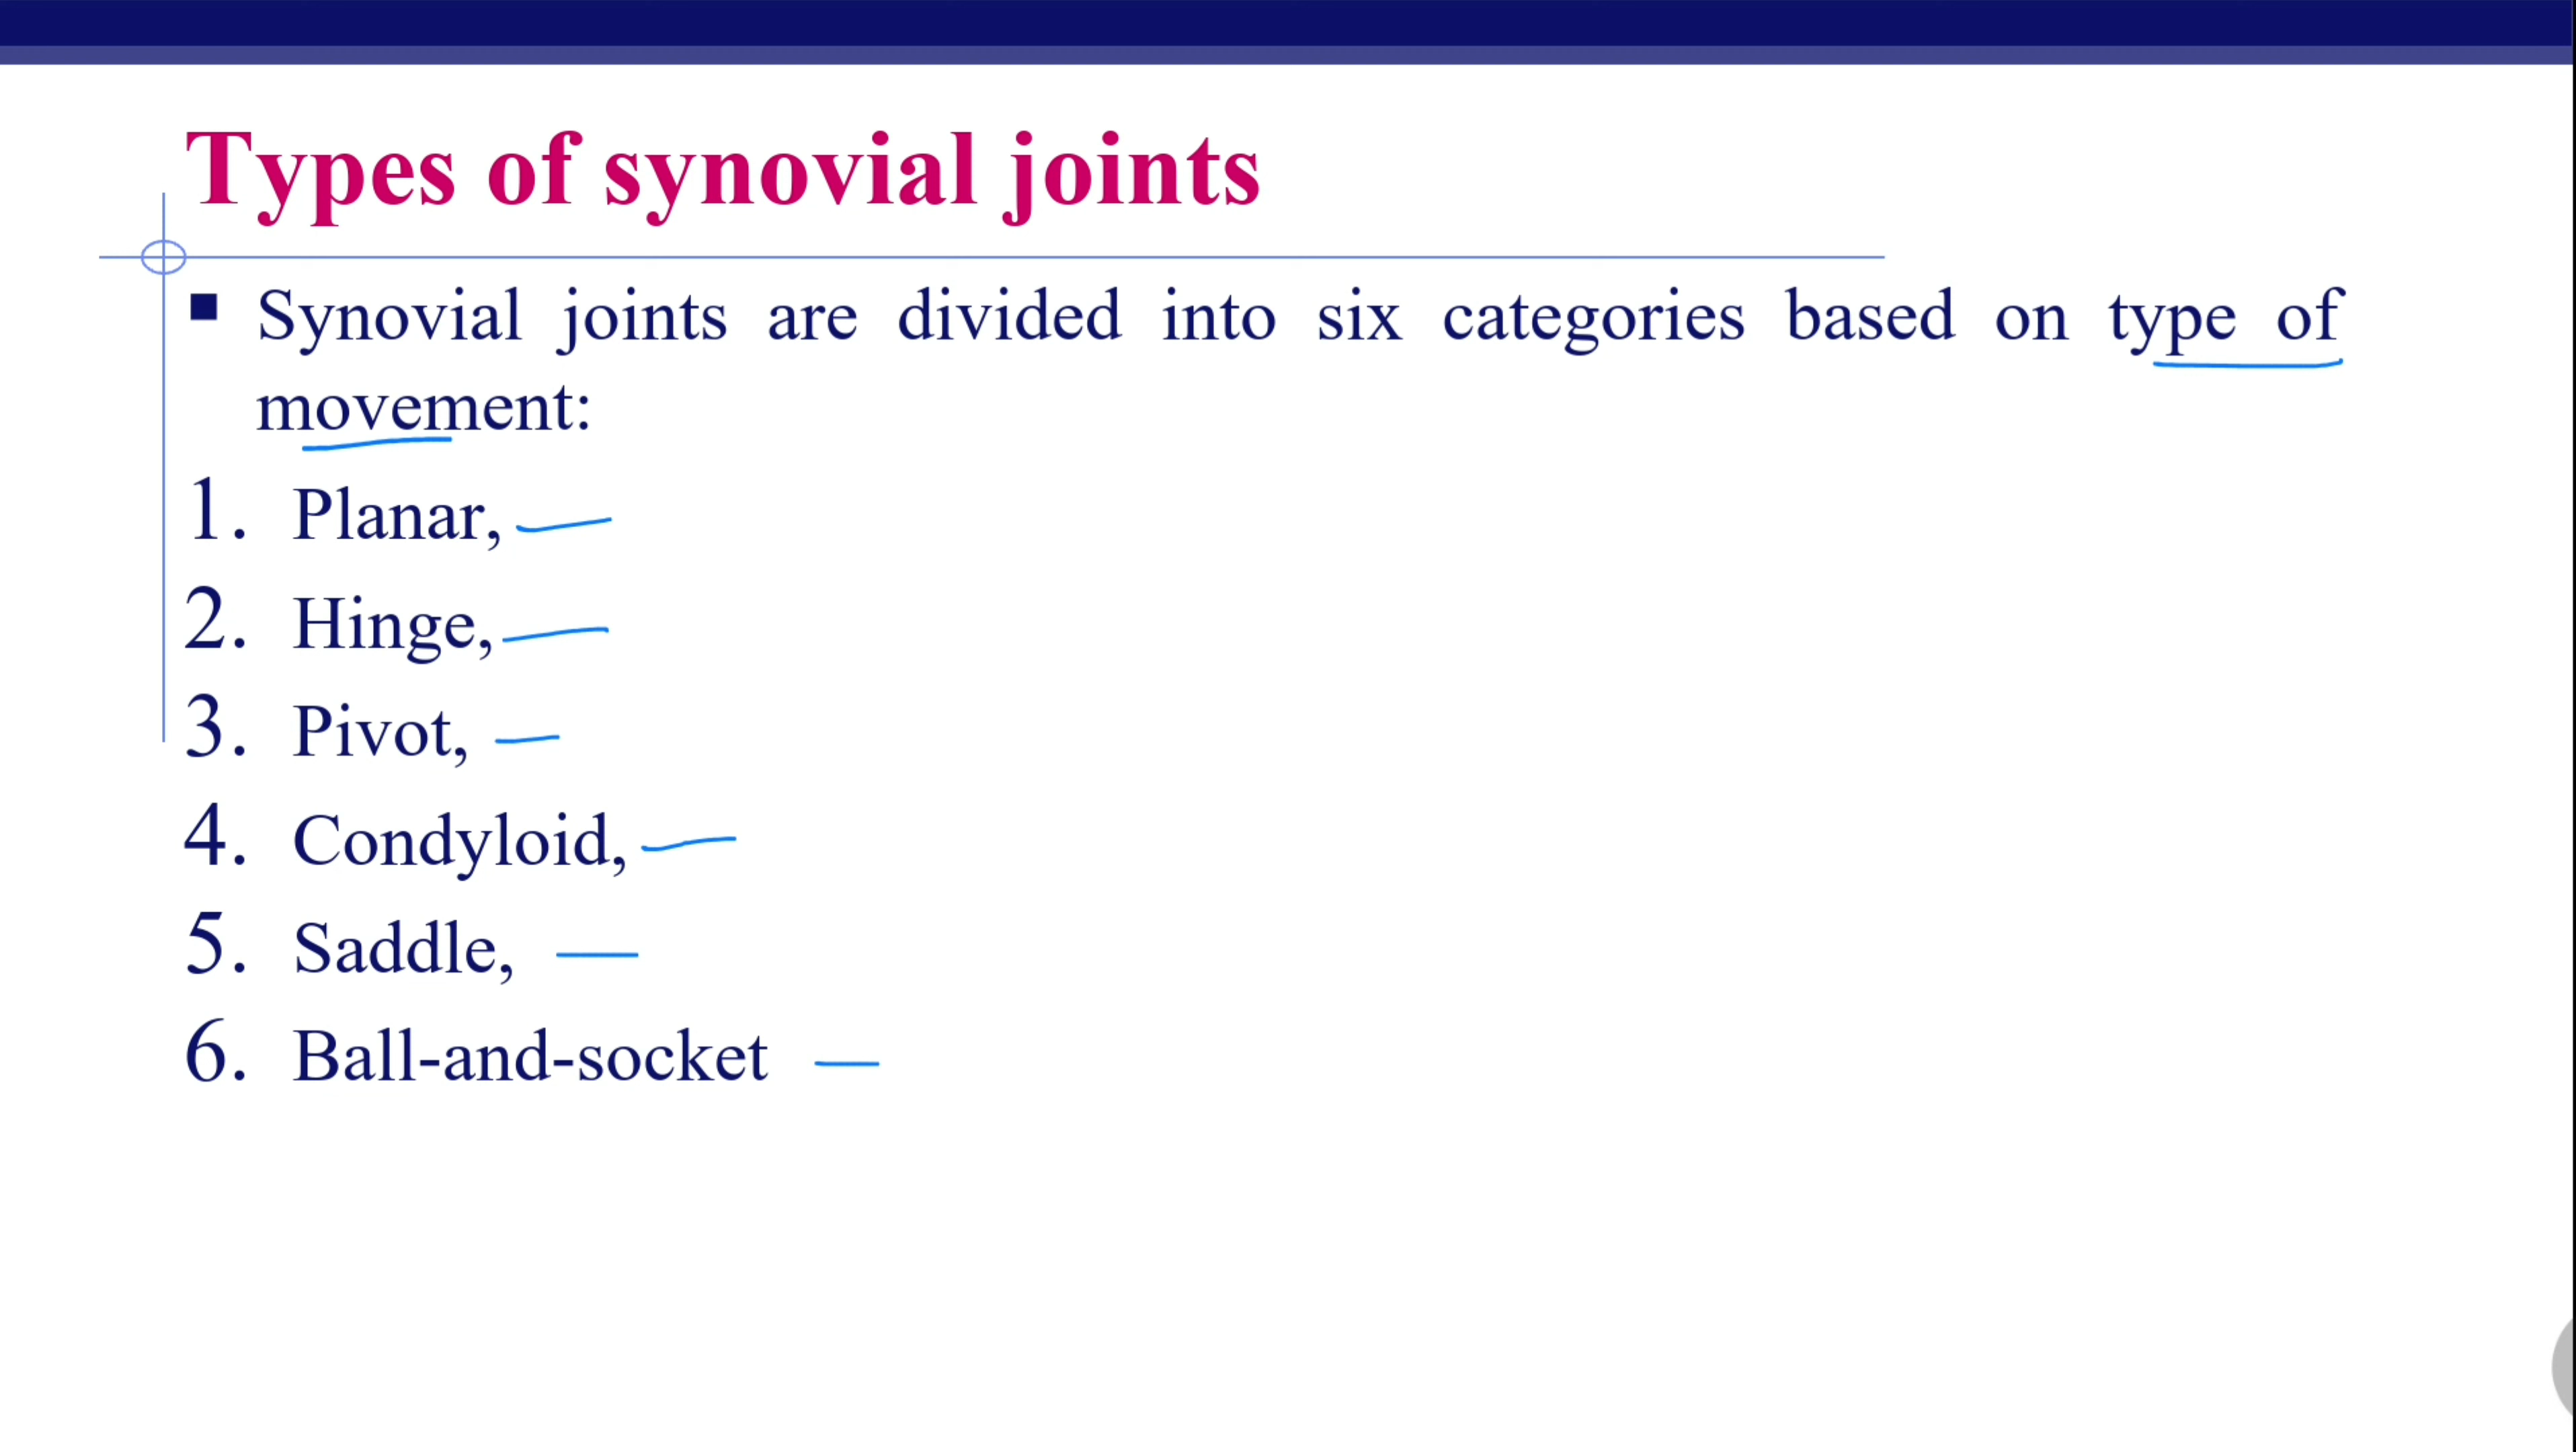 Types of synovial joints
▪ Synovial joints are divided into six categories based on type of
movement:
1. Planar,
2. Hinge,
3. Pivot,
4. Condyloid,
5. Saddle,
6. Ball-and-socket